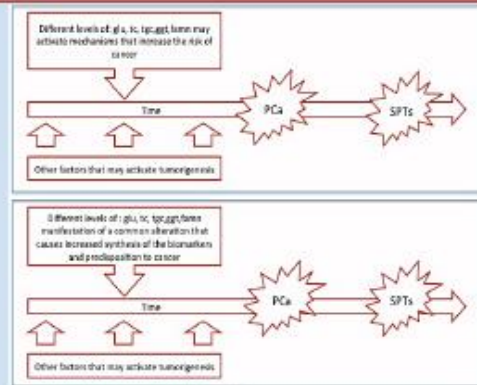 Different levels of: glu, tc, tgc,ggt, famn may
activate mechanisms that increase the risk of
cancer
Time
PCa
SPTs
Other factors that may activate tumorigenesis
Different levels of : glu, tc, tgc,ggt,famn
manifestation of a common alteration that
causes increased synthesis of the biomarkers
and predisposition to cancer
Time
PCa
SPTs
Other factors that may activate tumorigenesis